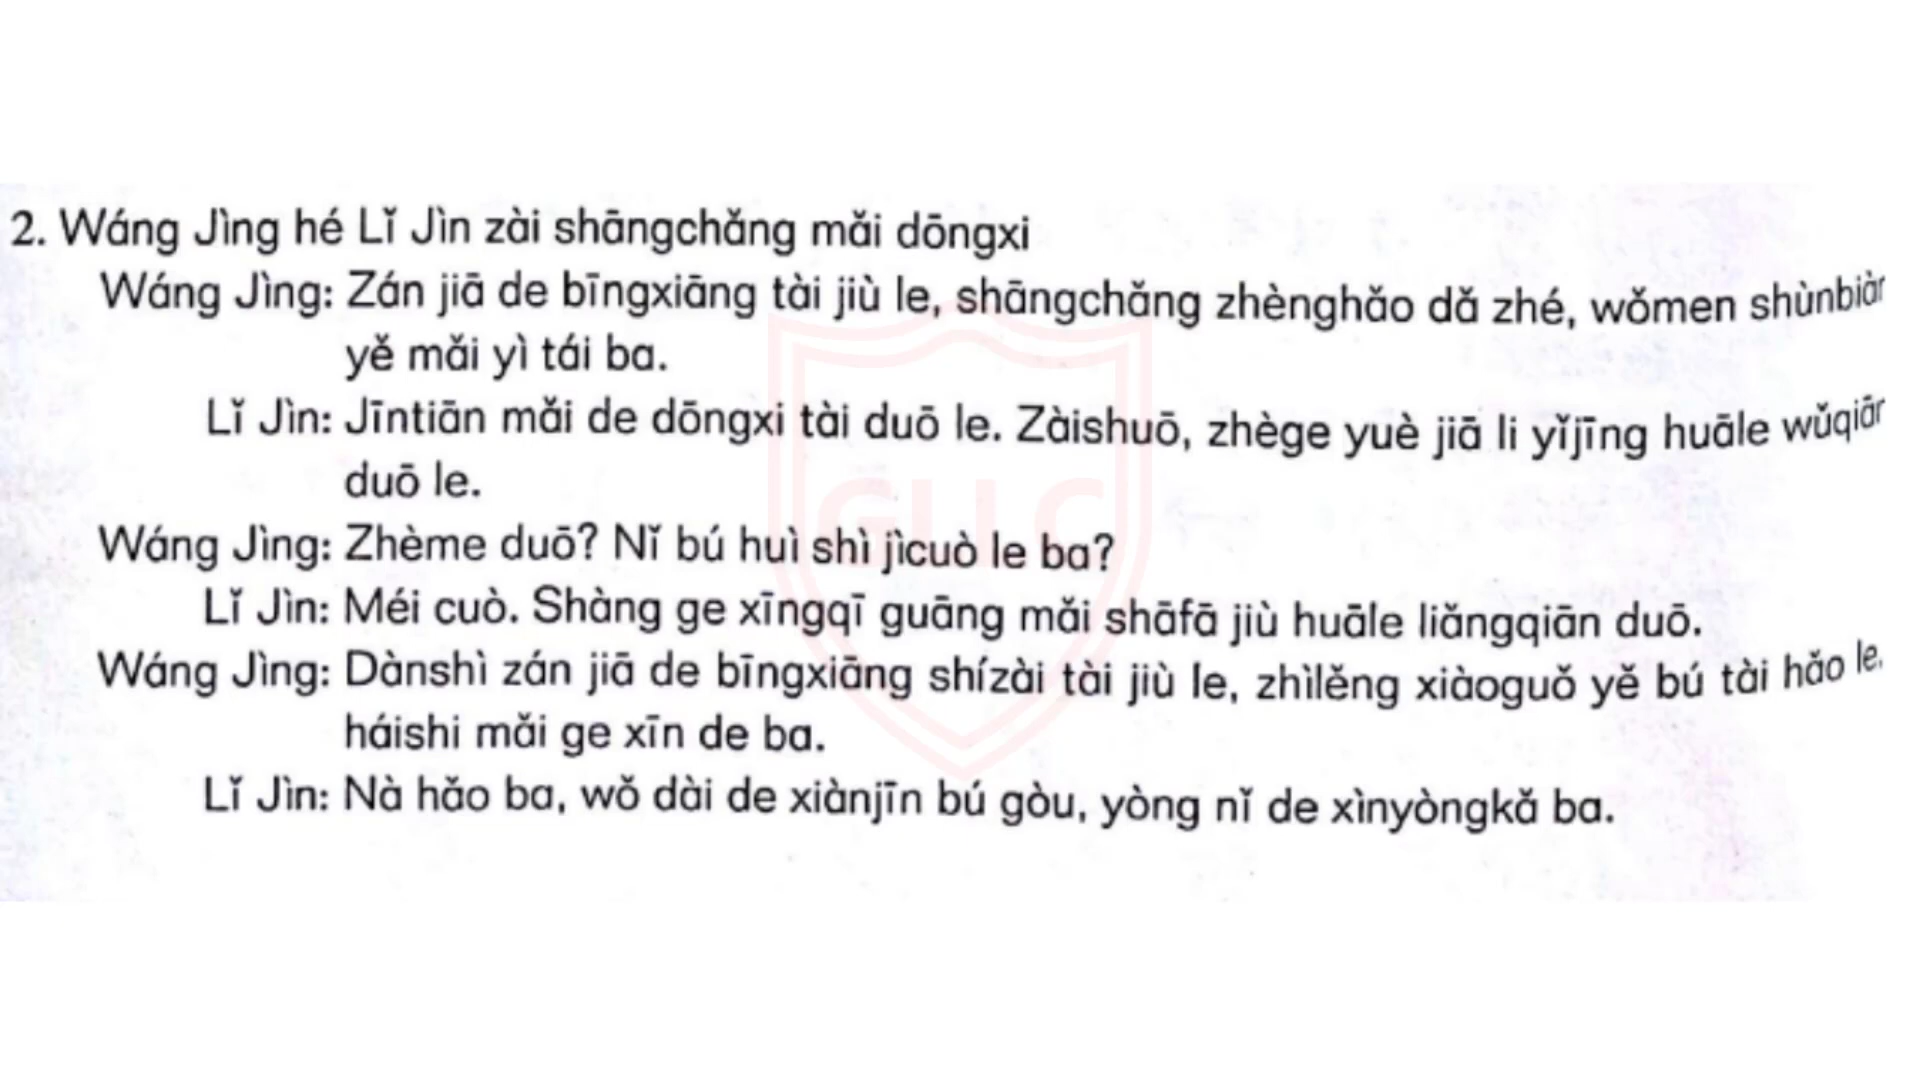 2. Wáng Jìng hé Lǐ Jìn zài shāngchǎng mǎi dōngxi
Wáng Jìng: Zán jiā de bīngxiāng tài jiù le, shāngchǎng zhènghǎo dǎ zhé, wǒmen shùnbiàn
yě mǎi yì tái ba.
Lǐ Jìn: Jīntiān mǎi de dōngxi tài duō le. Zàishuō, zhège yuè jiā li yǐjīng huāle wǔqiān
duō le.
Wáng Jìng: Zhème duō? Nǐ bú huì shì jìcuò le ba?
Lǐ Jìn: Méi cuò. Shàng ge xīngqī guāng mǎi shāfā jiù huāle liǎngqiān duō.
Wáng Jìng: Dànshì zán jiā de bīngxiāng shízài tài jiù le, zhìlěng xiàoguǒ yě bú tài hǎo le,
háishi mǎi ge xīn de ba.
Lǐ Jìn: Nà hǎo ba, wǒ dài de xiànjīn bú gòu, yòng nǐ de xìnyòngkǎ ba.
GLLC